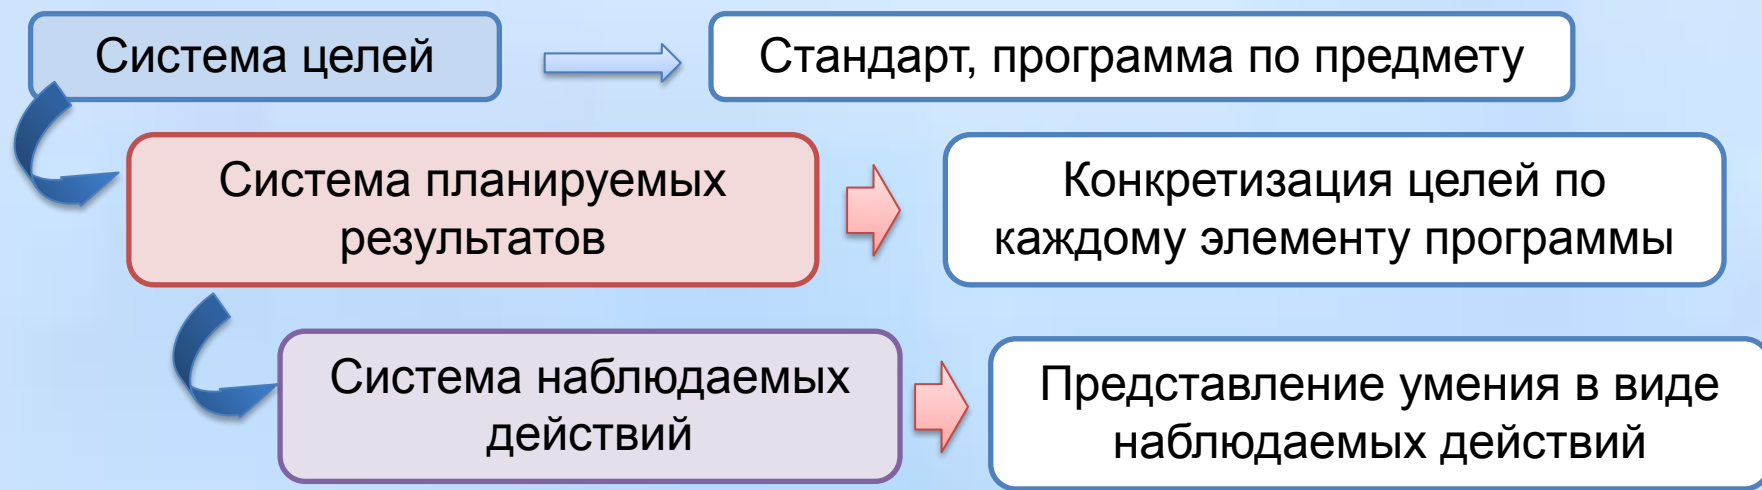 Система целей
Стандарт, программа по предмету
Система планируемых
результатов
Конкретизация целей по
каждому элементу программы
Система наблюдаемых
действий
Представление умения в виде
наблюдаемых действий